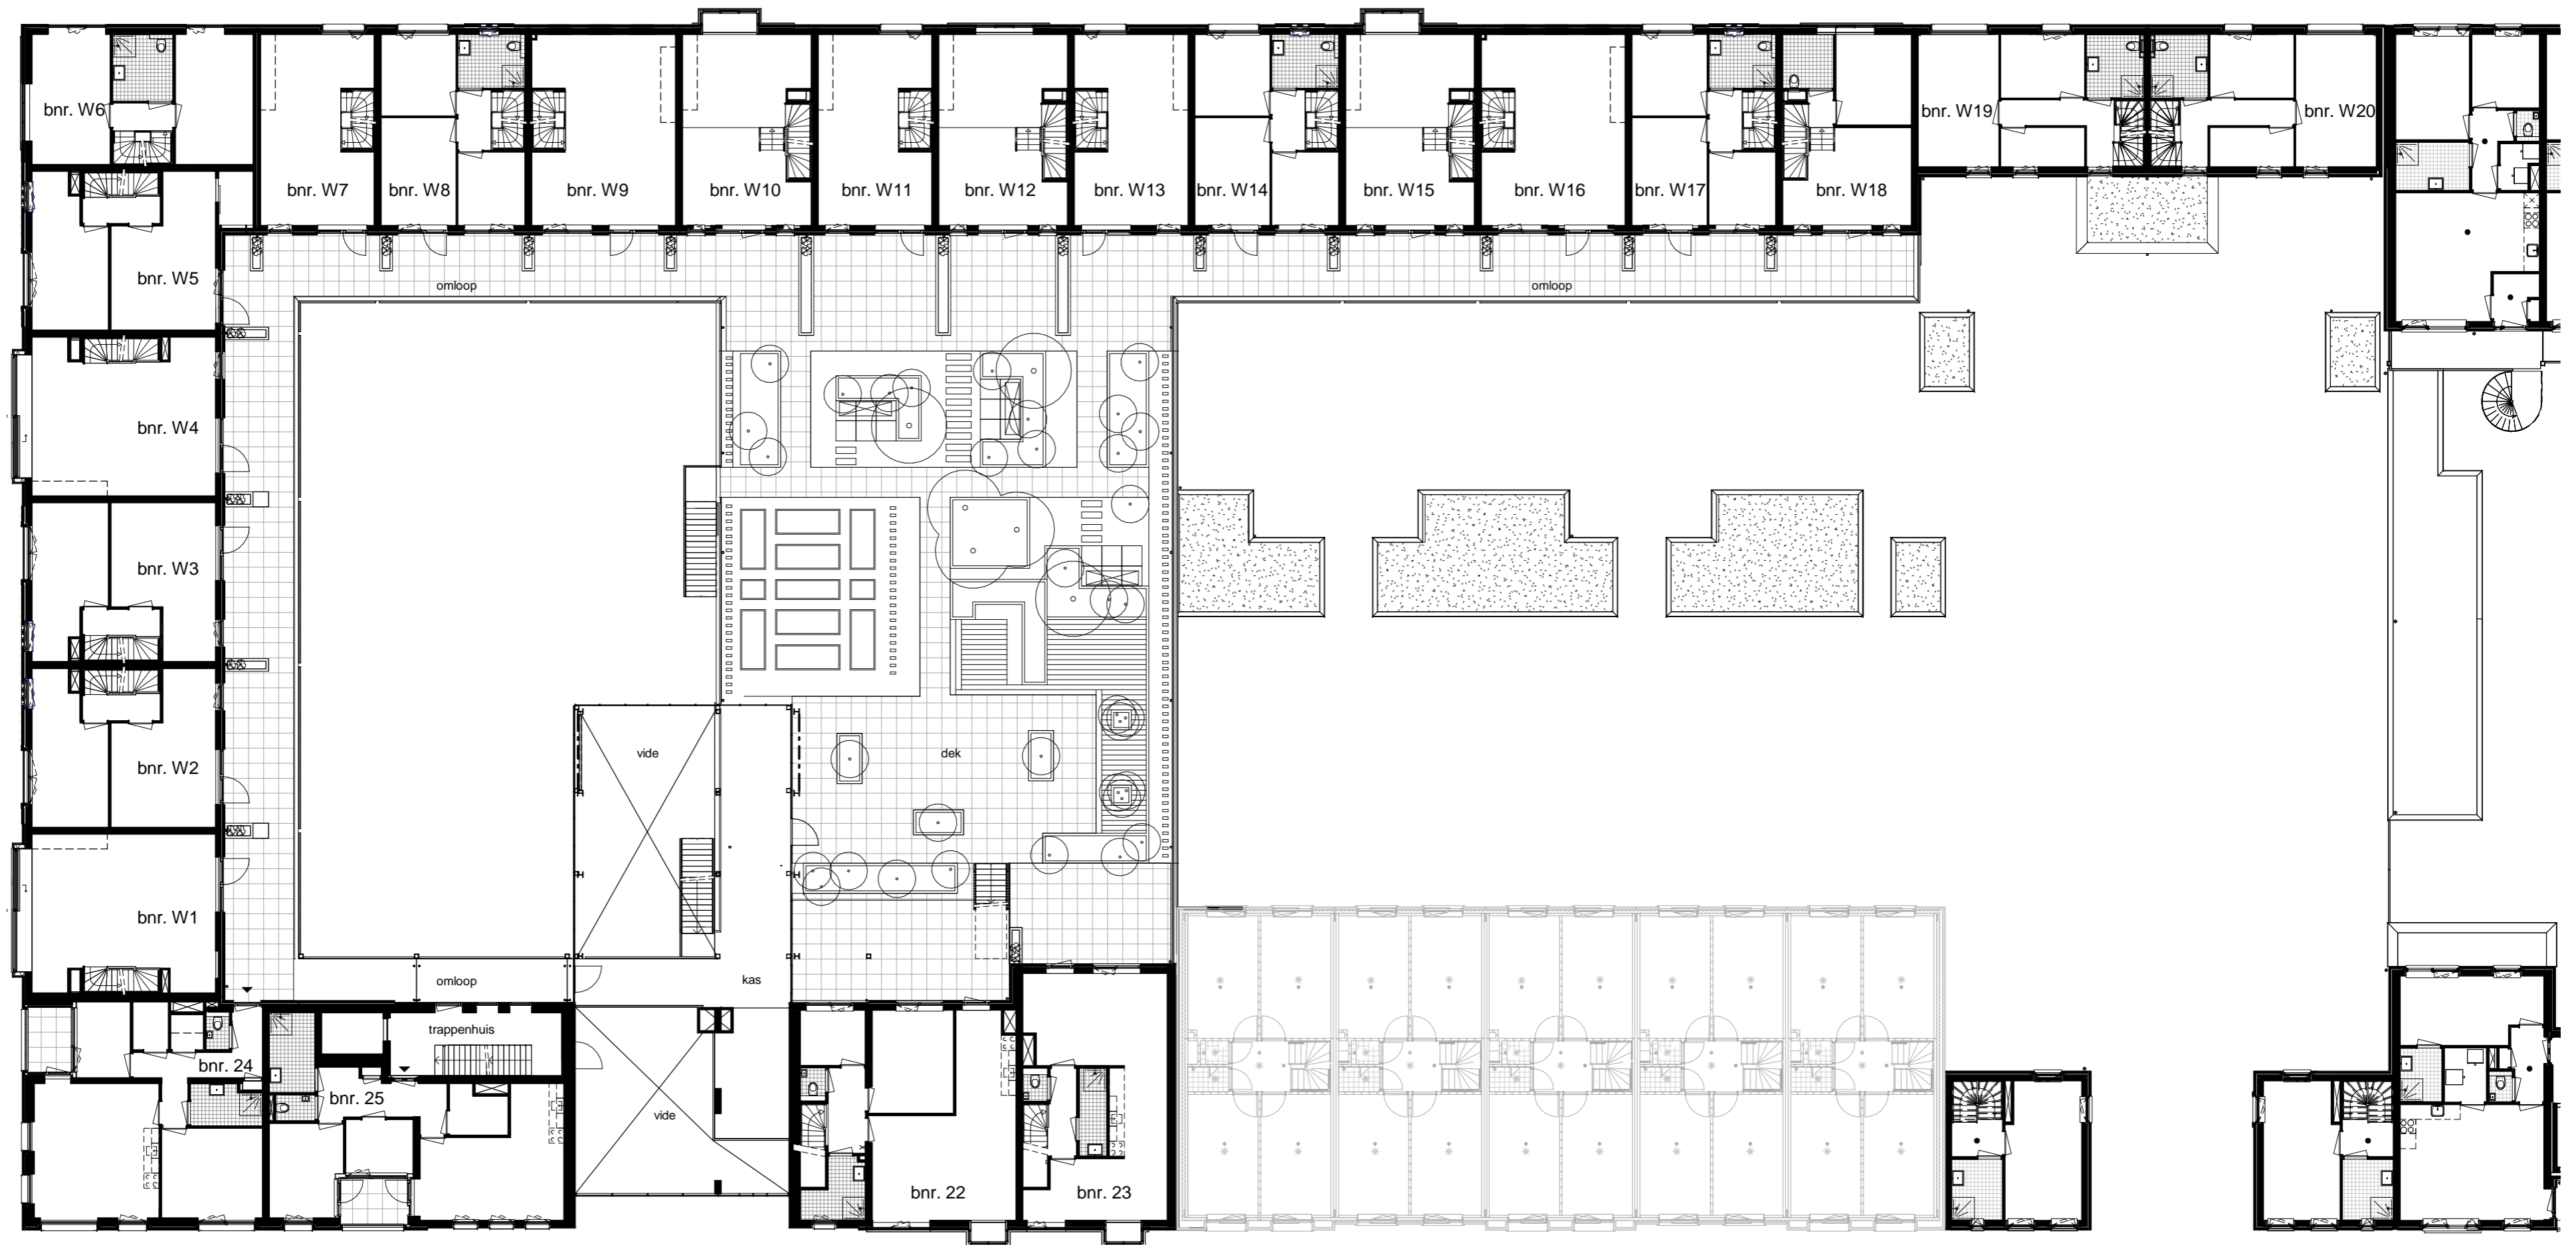 bnr. W6
bnr. W7
bnr. W8
bnr. W9
bnr. W10
bnr. W11
bnr. W12
bnr. W13
bnr. W14
bnr. W15
bnr. W16
bnr. W17
bnr. W18
bnr. W19
bnr. W20
bnr. W5
omloop
omloop
bnr. W4
bnr. W3
bnr. W2
vide
dek
bnr. W1
omloop
kas
trappenhuis
bnr. 24
bnr. 25
vide
bnr. 22
bnr. 23